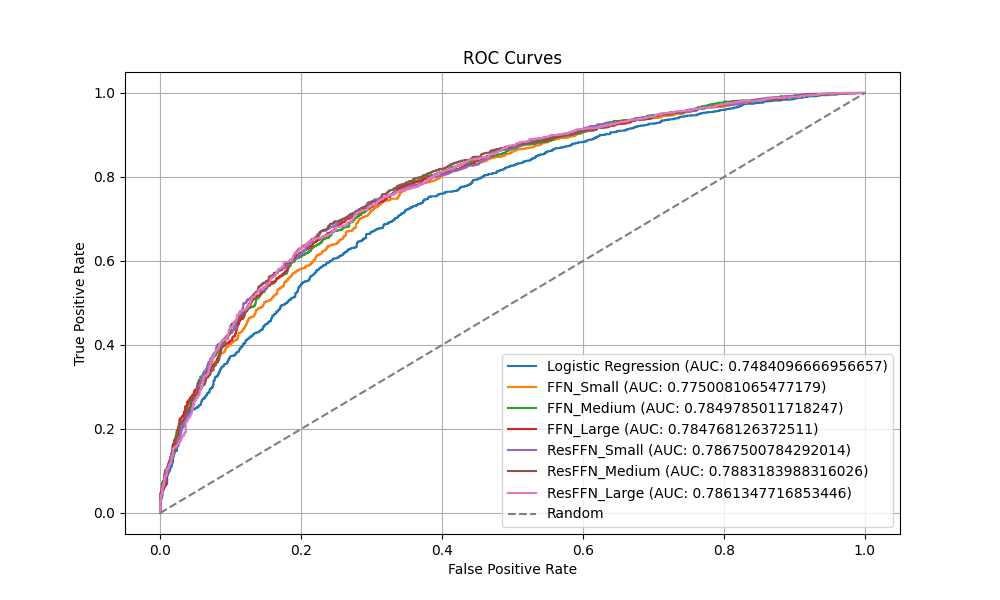 ROC Curves
True Positive Rate
1.0
0.8
0.6
0.4
0.2
0.0
Logistic Regression (AUC: 0.7484096666956657)
FFN_Small (AUC: 0.7750081065477179)
FFN_Medium (AUC: 0.7849785011718247)
FFN_Large (AUC: 0.784768126372511)
ResFFN_Small (AUC: 0.7867500784292014)
ResFFN_Medium (AUC: 0.7883183988316026)
ResFFN_Large (AUC: 0.7861347716853446)
Random
0.0 0.2 0.4 0.6 0.8 1.0
False Positive Rate